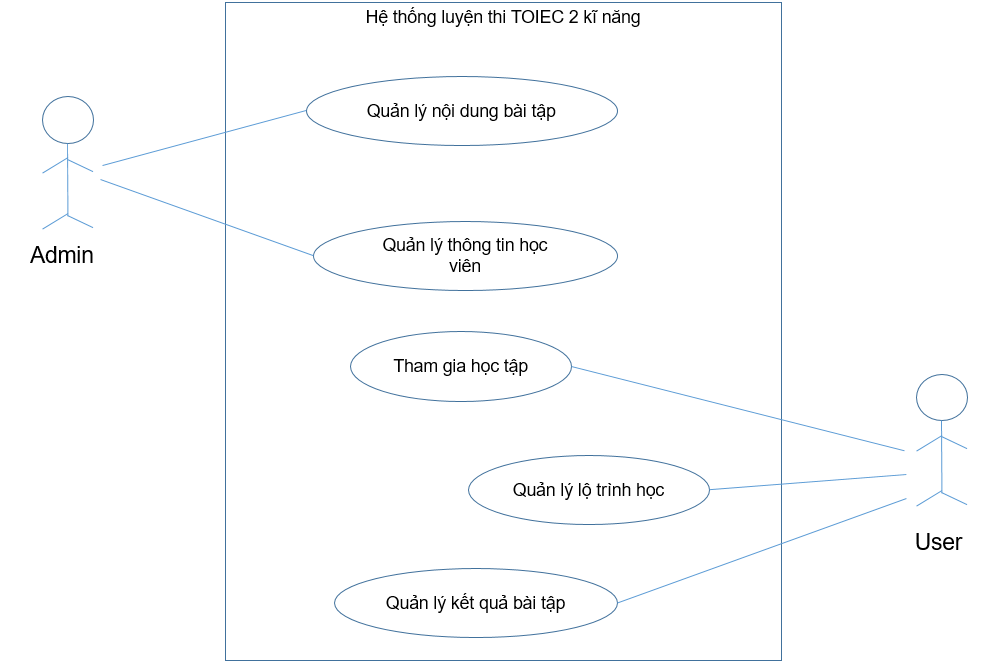 Hệ thống luyện thi TOIEC 2 kĩ năng
Quản lý nội dung bài tập
Admin
Quản lý thông tin học
viên
Tham gia học tập
Quản lý lộ trình học
User
Quản lý kết quả bài tập